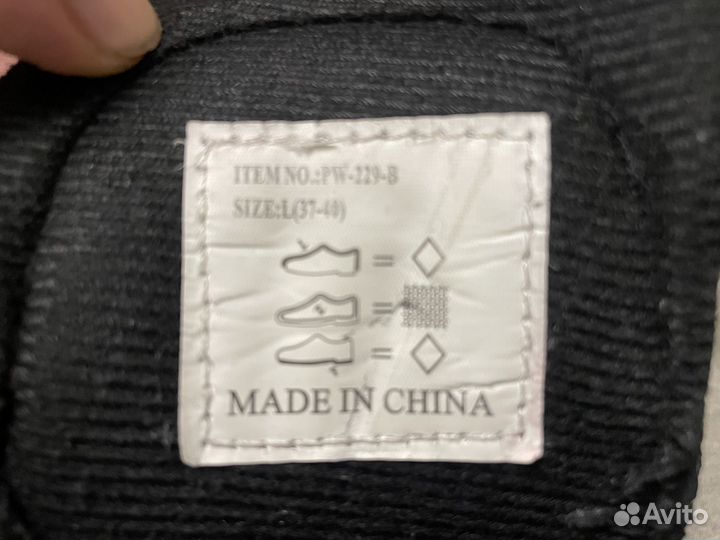 ITEM NO.:PW-229-B
SIZE:L(37-40)
=
=
=
MADE IN CHINA
Avito